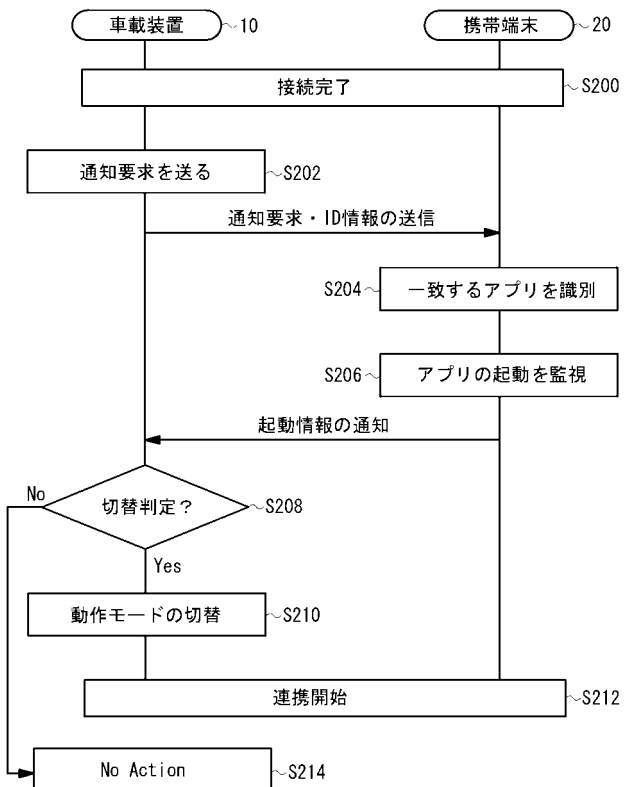 車載装置 10
携帯端末 20
接続完了 S200
通知要求を送る S202
通知要求・ID情報の送信
S204 一致するアプリを識別
S206 アプリの起動を監視
起動情報の通知
No 切替判定? S208
Yes
動作モードの切替 S210
連携開始 S212
No Action S214